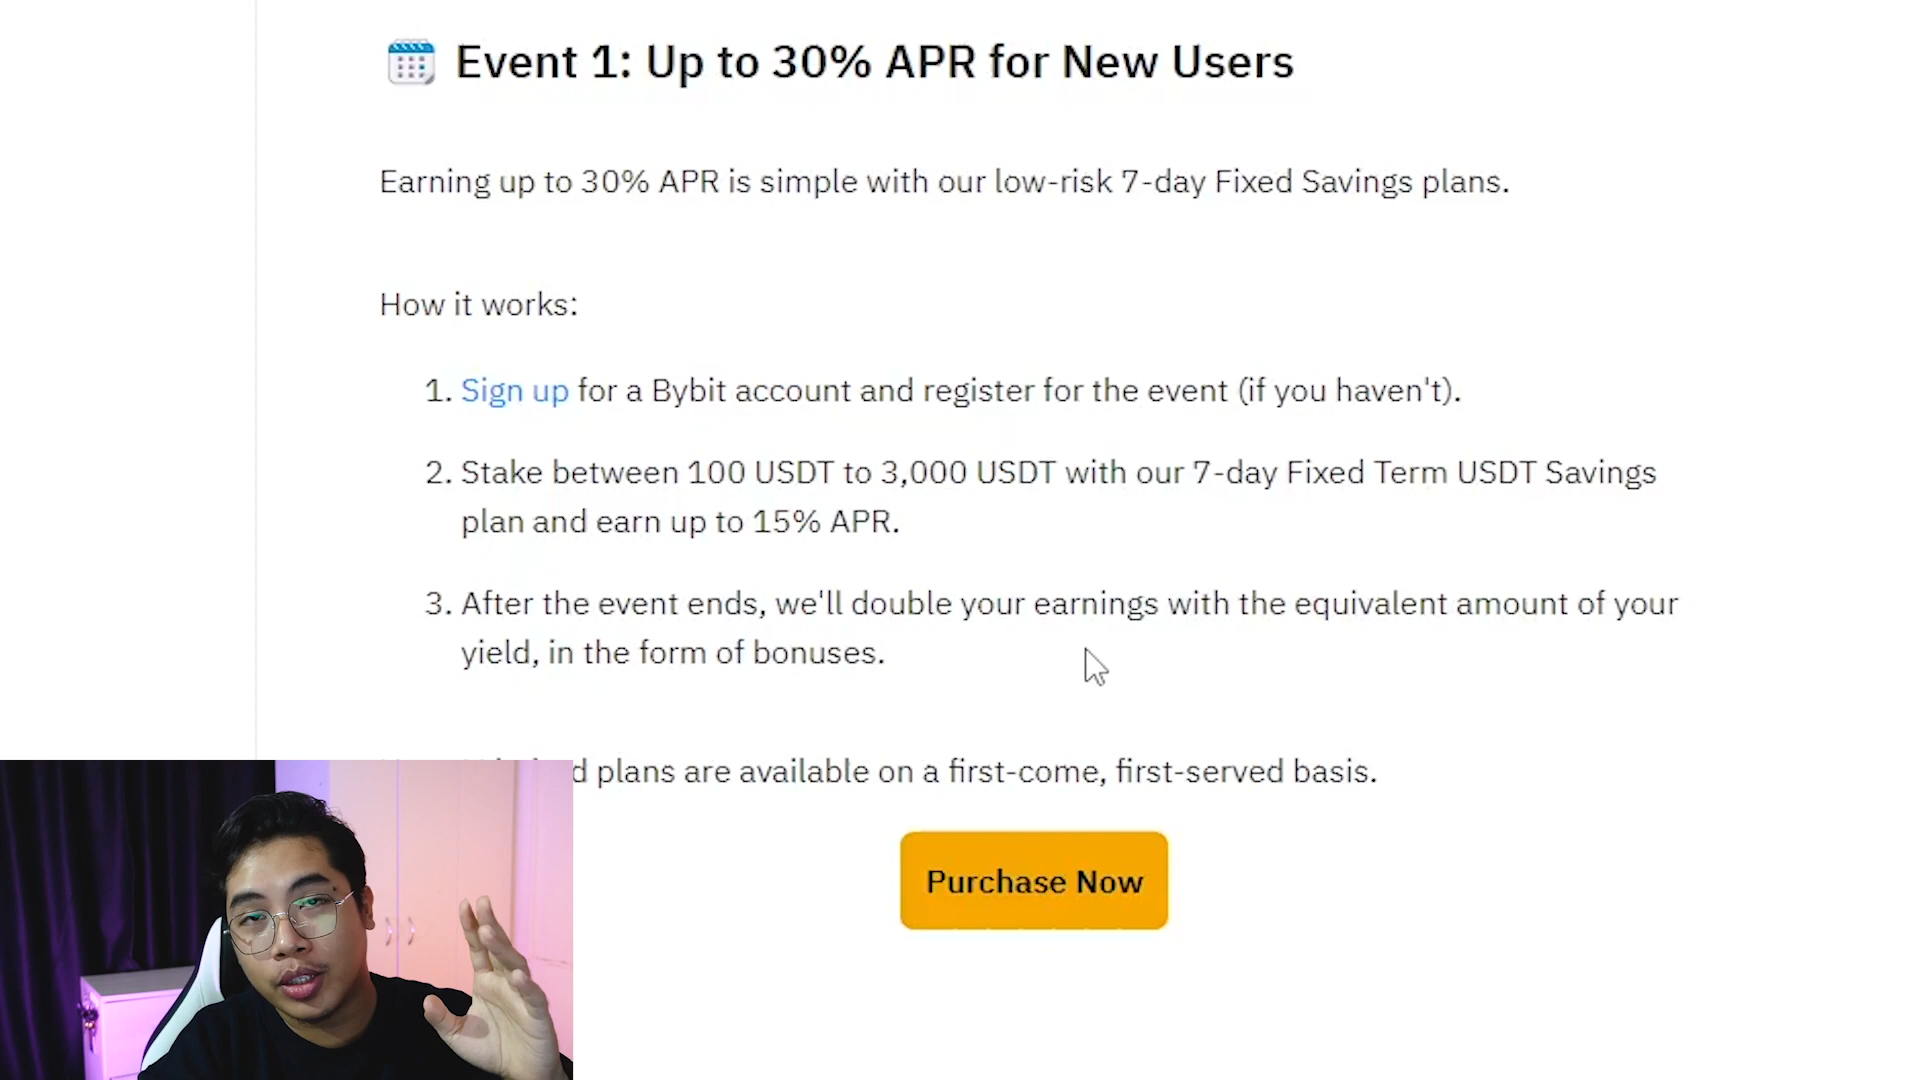 Event 1: Up to 30% APR for New Users
Earning up to 30% APR is simple with our low-risk 7-day Fixed Savings plans.
How it works:
1. Sign up for a Bybit account and register for the event (if you haven't).
2. Stake between 100 USDT to 3,000 USDT with our 7-day Fixed Term USDT Savings
plan and earn up to 15% APR.
3. After the event ends, we'll double your earnings with the equivalent amount of your
yield, in the form of bonuses.
plans are available on a first-come, first-served basis.
Purchase Now